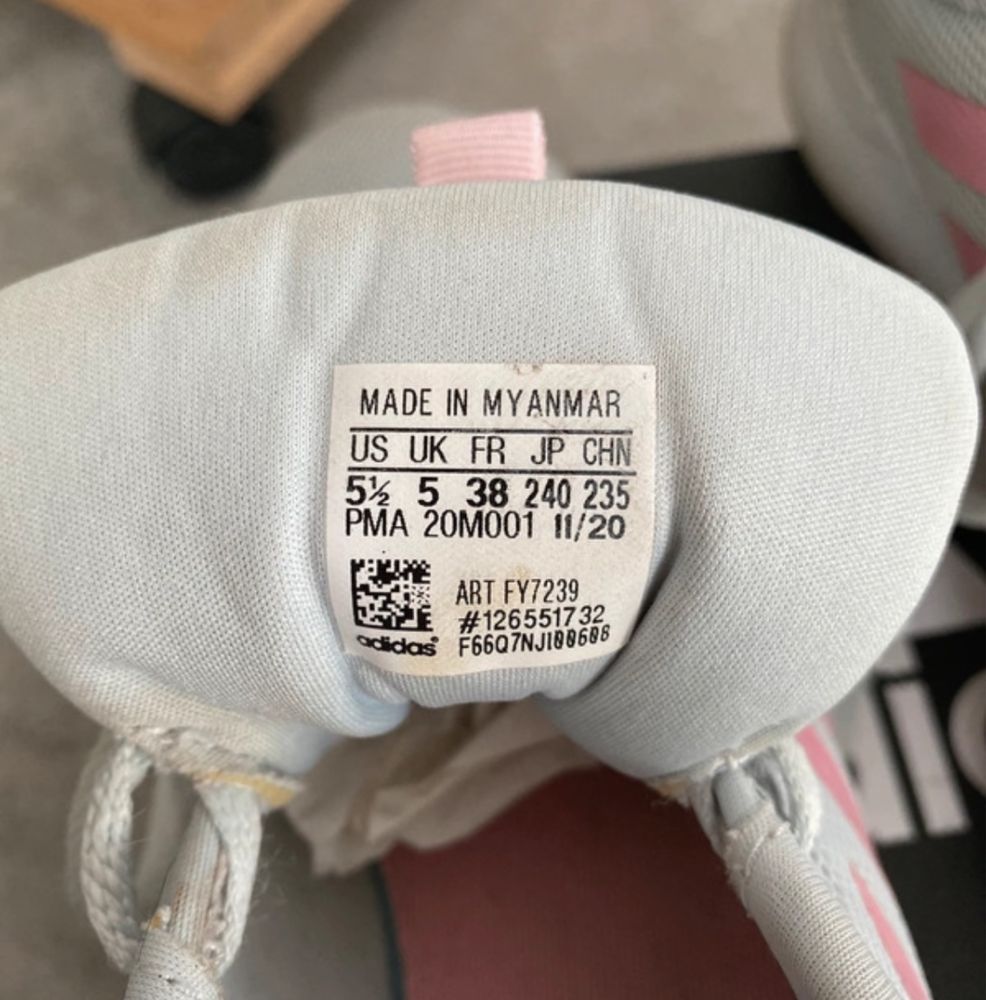 MADE IN MYANMAR
US UK FR JP CHN
5½ 5 38 240 235
PMA 20M001 11/20
ART FY7239
#126551732
F66Q7NJI00608
adidas®